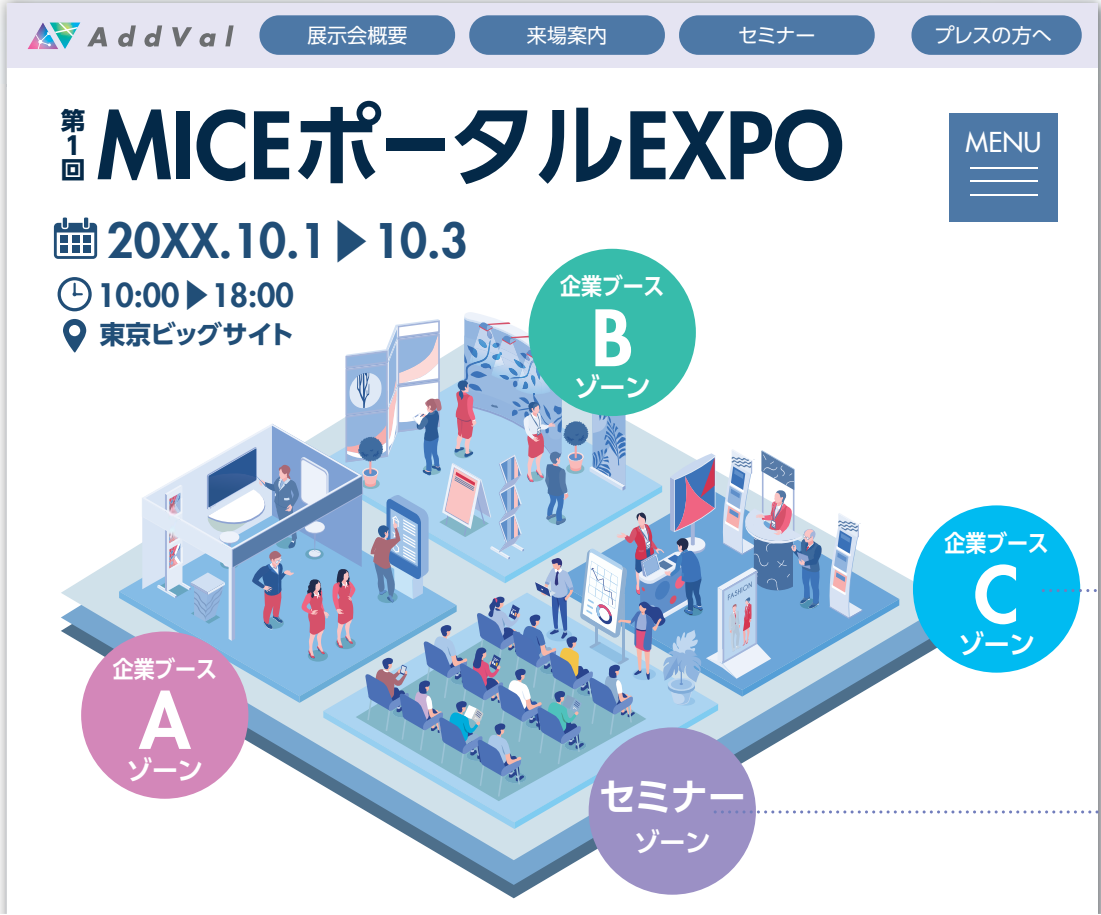 AddVal
展示会概要
来場案内
セミナー
プレスの方へ
第1回
MICEポータルEXPO
MENU
20XX.10.1▶10.3
10:00▶18:00
東京ビッグサイト
企業ブース
B
ゾーン
企業ブース
C
ゾーン
FASHION
企業ブース
A
ゾーン
セミナー
ゾーン